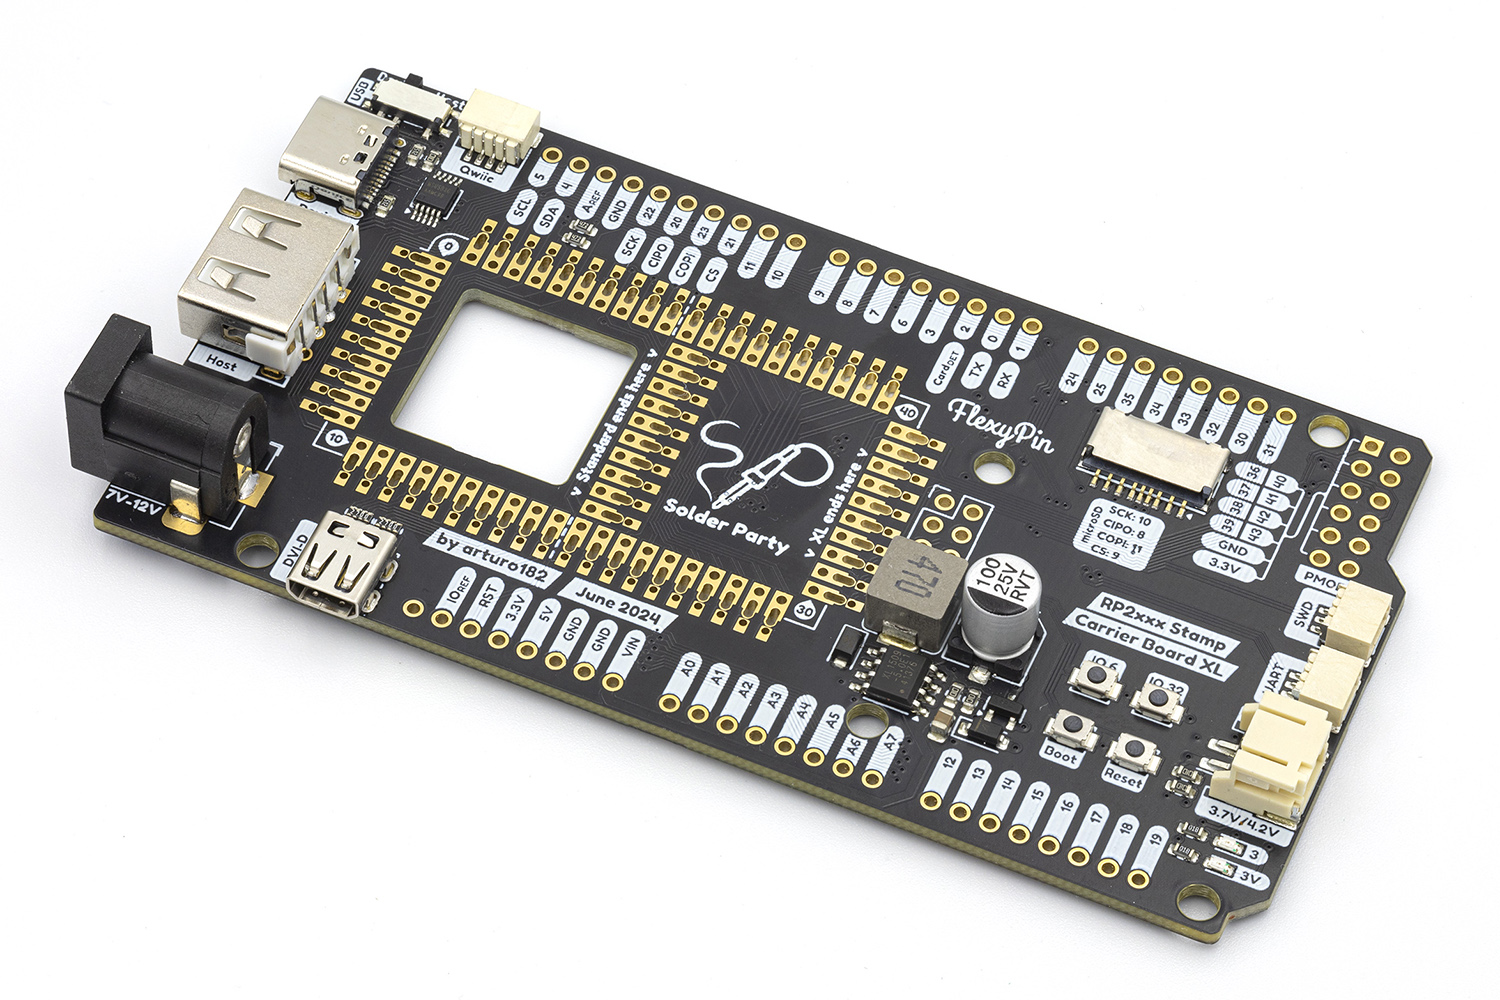 USB
Host
Qwiic
5
4
AREF
GND
22
20
23
21
11
10
SCL
SDA
SCK
CIPO
COPI
CS
9
8
7
6
3
2
0
1
CardDET
TX
RX
24
25
35
34
33
32
30
31
0
10
30
40
Host
7V-12V
DVI-D
v Standard ends here v
v XL ends here v
Solder Party
FlexyPin
by arturo182
June 2024
IOREF
RST
3.3V
5V
GND
GND
VIN
A0
A1
A2
A3
A4
A5
A6
A7
12
13
14
15
16
17
18
19
470
100
25V
RVT
microSD
SCK: 10
CIPO: 8
COPI: 11
CS: 9
36
37
38
39
40
41
42
43
GND
3.3V
PMOD
SWD
RP2xxx Stamp
Carrier Board XL
IO 6
IO 32
Boot
Reset
3.7V/4.2V
3
3V